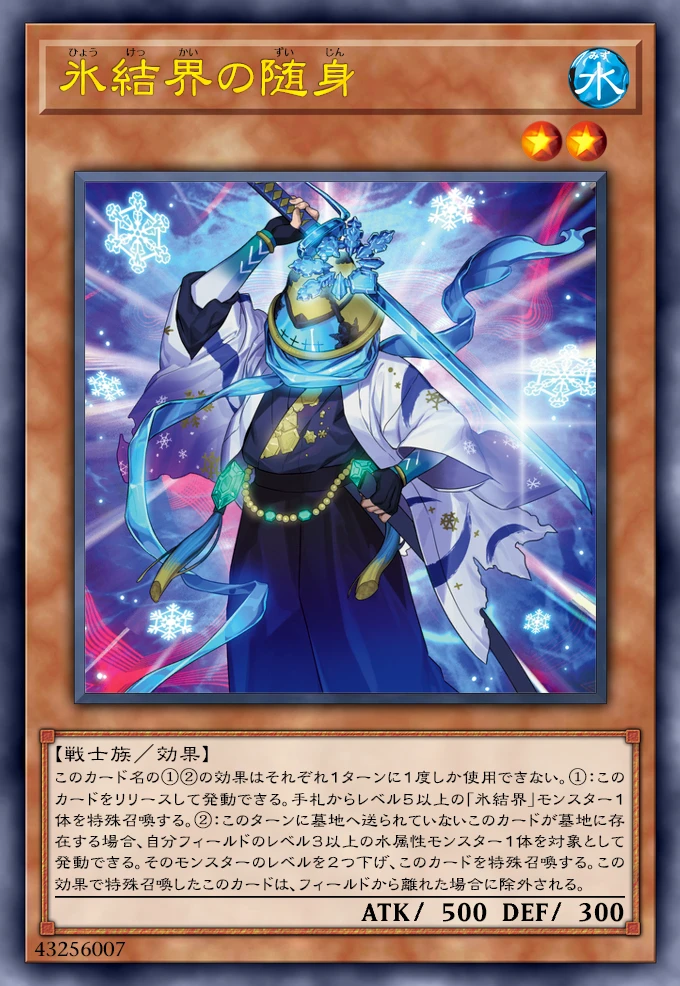 ひょう けっ かい ずい じん
氷結界の随身
みず
水
【戦士族／効果】
このカード名の①②の効果はそれぞれ１ターンに１度しか使用できない。①：この
カードをリリースして発動できる。手札からレベル５以上の「氷結界」モンスター１
体を特殊召喚する。②：このターンに墓地へ送られていないこのカードが墓地に存
在する場合、自分フィールドのレベル３以上の水属性モンスター１体を対象として
発動できる。そのモンスターのレベルを２つ下げ、このカードを特殊召喚する。この
効果で特殊召喚したこのカードは、フィールドから離れた場合に除外される。
ATK/ 500 DEF/ 300
43256007